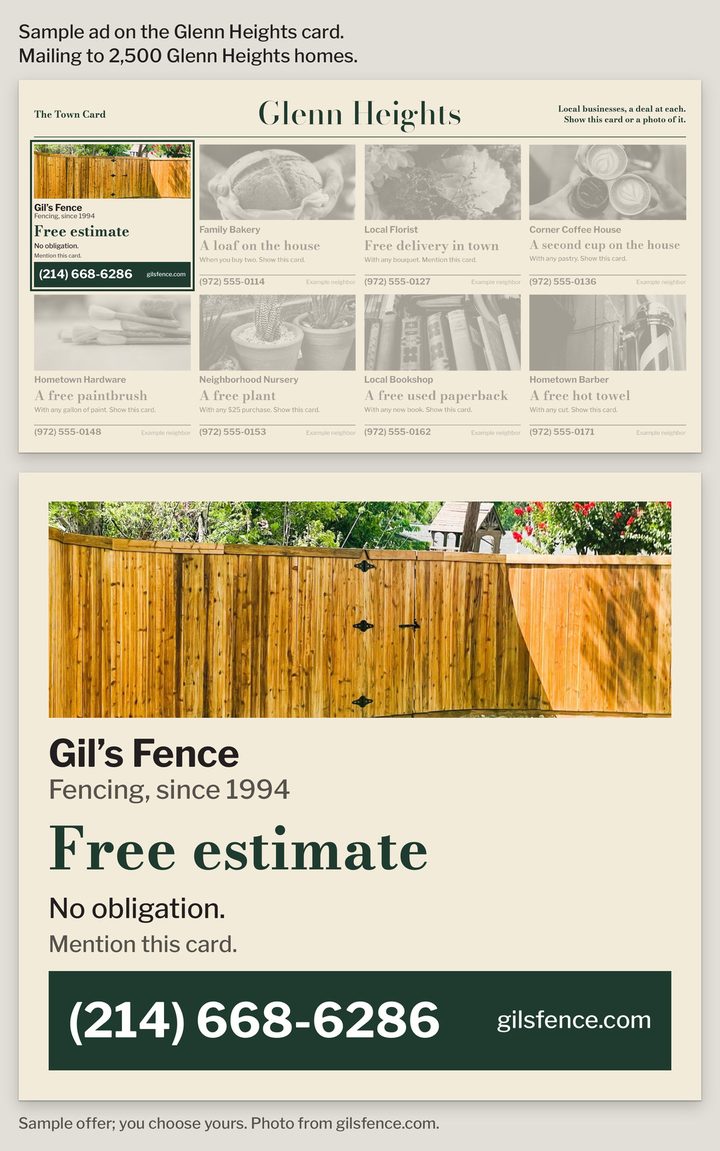 Sample ad on the Glenn Heights card.
Mailing to 2,500 Glenn Heights homes.
The Town Card
Glenn Heights
Local businesses, a deal at each.
Show this card or a photo of it.
Gil's Fence
Fencing, since 1994
Free estimate
No obligation.
Mention this card.
(214) 668-6286
gilsfence.com
Family Bakery
A loaf on the house
When you buy two. Show this card.
(972) 555-0114
Example neighbor
Local Florist
Free delivery in town
With any bouquet. Mention this card.
(972) 555-0127
Example neighbor
Corner Coffee House
A second cup on the house
With any pastry. Show this card.
(972) 555-0136
Example neighbor
Hometown Hardware
A free paintbrush
With any gallon of paint. Show this card.
(972) 555-0148
Example neighbor
Neighborhood Nursery
A free plant
With any $25 purchase. Show this card.
(972) 555-0153
Example neighbor
Local Bookshop
A free used paperback
With any new book. Show this card.
(972) 555-0162
Example neighbor
Hometown Barber
A free hot towel
With any cut. Show this card.
(972) 555-0171
Example neighbor
Gil's Fence
Fencing, since 1994
Free estimate
No obligation.
Mention this card.
(214) 668-6286
gilsfence.com
Sample offer; you choose yours. Photo from gilsfence.com.